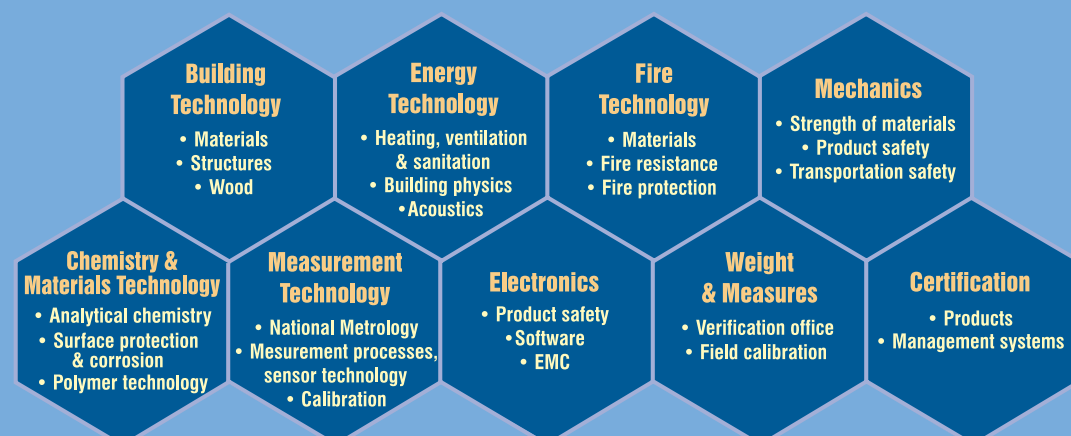 Building
Technology
• Materials
• Structures
• Wood
Energy
Technology
• Heating, ventilation
& sanitation
• Building physics
•Acoustics
Fire
Technology
• Materials
• Fire resistance
• Fire protection
Mechanics
• Strength of materials
• Product safety
• Transportation safety
Chemistry &
Materials Technology
• Analytical chemistry
• Surface protection
& corrosion
• Polymer technology
Measurement
Technology
• National Metrology
• Mesurement processes,
sensor technology
• Calibration
Electronics
• Product safety
•Software
• EMC
Weight
& Measures
• Verification office
• Field calibration
Certification
• Products
• Management systems